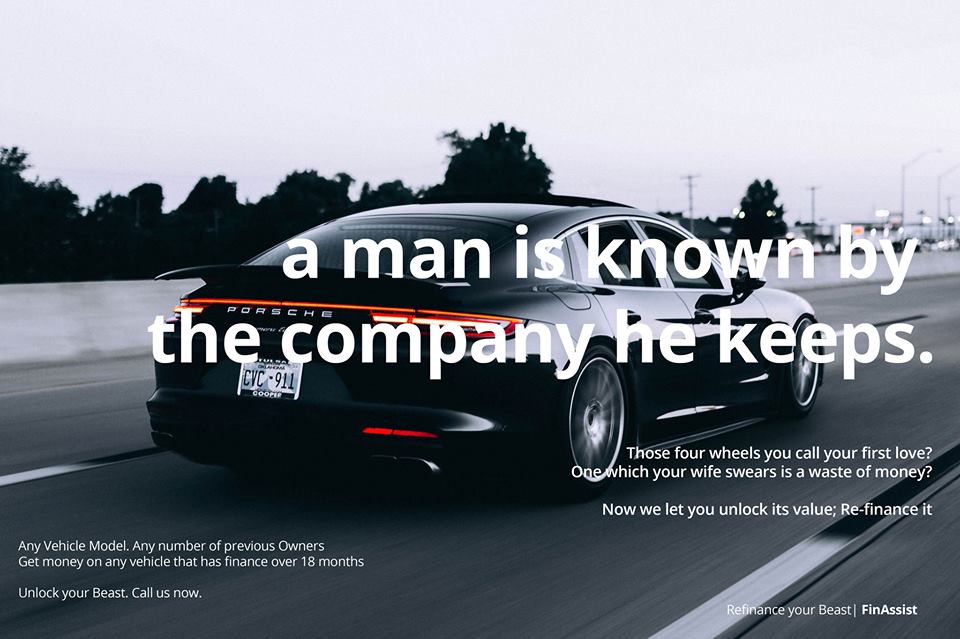 a man is known by
the company he keeps.
PORSCHE
TULSA
OKLAHOMA
CVC 911
COOPER
Those four wheels you call your first love?
One which your wife swears is a waste of money?
Now we let you unlock its value; Re-finance it
Any Vehicle Model. Any number of previous Owners
Get money on any vehicle that has finance over 18 months
Unlock your Beast. Call us now.
Refinance your Beast| FinAssist